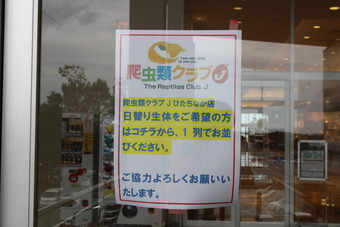 爬虫類クラブJ
The Reptiles Club.J
爬虫類クラブJひたちなか店
日替り生体をご希望の方
はコチラから、1列でお並
びください。
ご協力よろしくお願いい
たします。